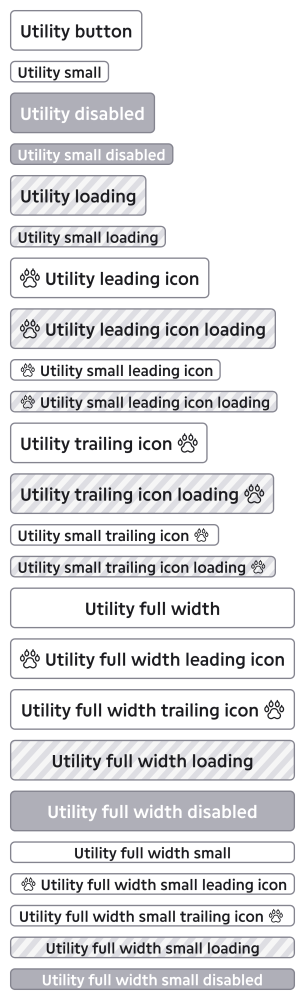 Utility button
Utility small
Utility disabled
Utility small disabled
Utility loading
Utility small loading
Utility leading icon
Utility leading icon loading
Utility small leading icon
Utility small leading icon loading
Utility trailing icon
Utility trailing icon loading
Utility small trailing icon
Utility small trailing icon loading
Utility full width
Utility full width leading icon
Utility full width trailing icon
Utility full width loading
Utility full width disabled
Utility full width small
Utility full width small leading icon
Utility full width small trailing icon
Utility full width small loading
Utility full width small disabled